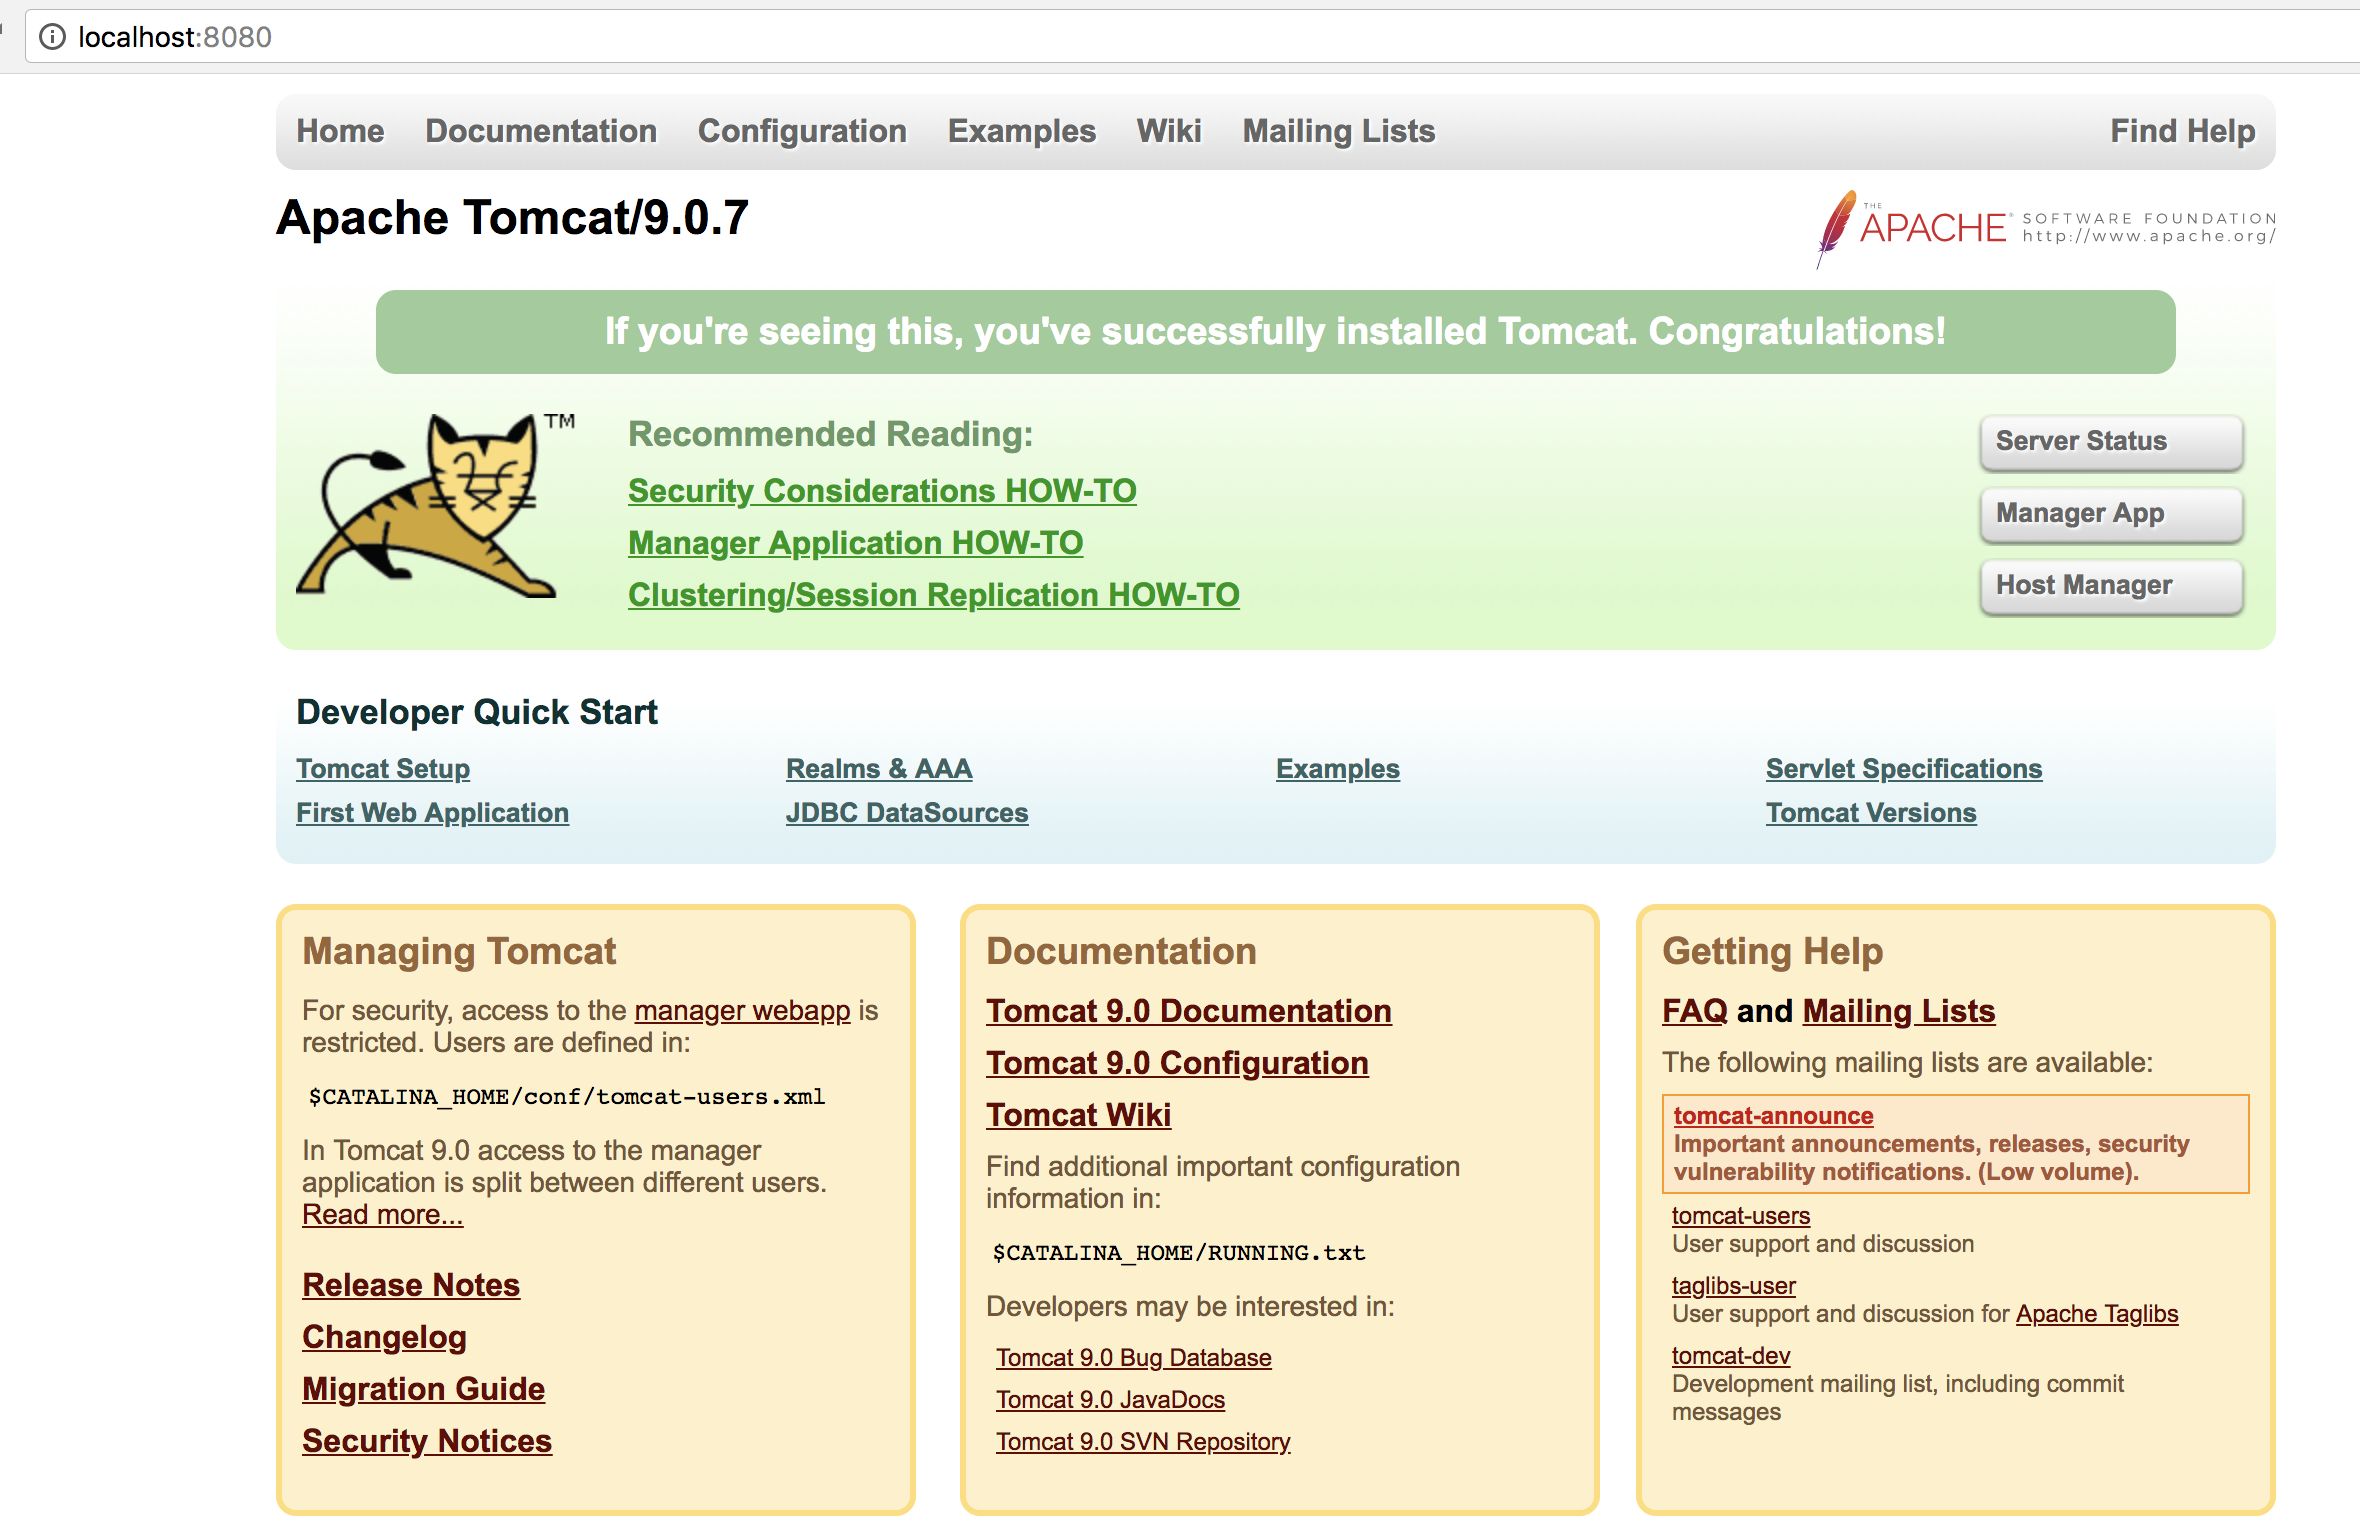 localhost:8080
Home Documentation Configuration Examples Wiki Mailing Lists Find Help
Apache Tomcat/9.0.7
THE APACHE® SOFTWARE FOUNDATION
http://www.apache.org/
If you're seeing this, you've successfully installed Tomcat. Congratulations!
TM
Recommended Reading:
Security Considerations HOW-TO
Manager Application HOW-TO
Clustering/Session Replication HOW-TO
Server Status
Manager App
Host Manager
Developer Quick Start
Tomcat Setup
First Web Application
Realms & AAA
JDBC DataSources
Examples
Servlet Specifications
Tomcat Versions
Managing Tomcat
For security, access to the manager webapp is
restricted. Users are defined in:
$CATALINA_HOME/conf/tomcat-users.xml
In Tomcat 9.0 access to the manager
application is split between different users.
Read more...
Release Notes
Changelog
Migration Guide
Security Notices
Documentation
Tomcat 9.0 Documentation
Tomcat 9.0 Configuration
Tomcat Wiki
Find additional important configuration
information in:
$CATALINA_HOME/RUNNING.txt
Developers may be interested in:
Tomcat 9.0 Bug Database
Tomcat 9.0 JavaDocs
Tomcat 9.0 SVN Repository
Getting Help
FAQ and Mailing Lists
The following mailing lists are available:
tomcat-announce
Important announcements, releases, security
vulnerability notifications. (Low volume).
tomcat-users
User support and discussion
taglibs-user
User support and discussion for Apache Taglibs
tomcat-dev
Development mailing list, including commit
messages